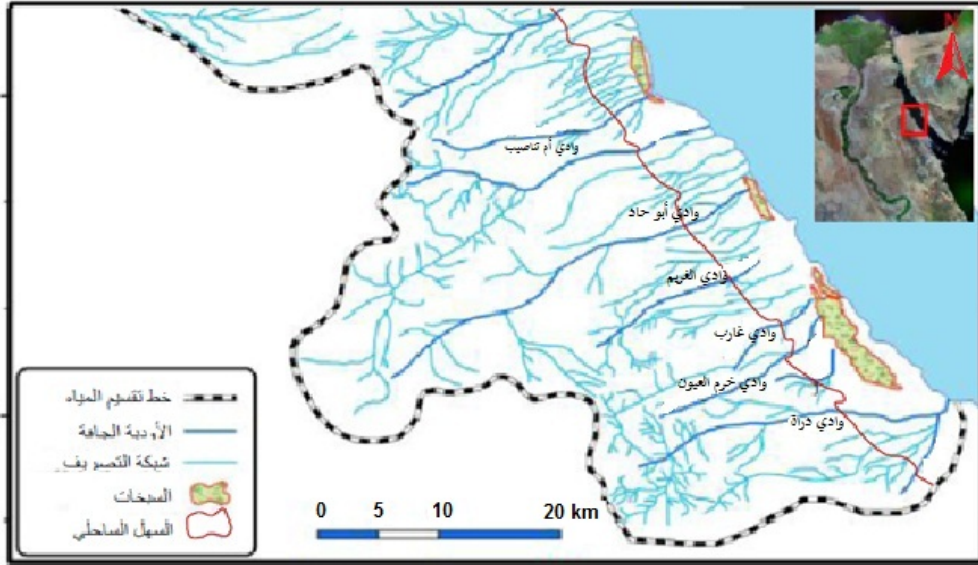 N
وادي أم تناصيب
وادي أبو حاد
وادي الغريم
وادي غارب
وادي خرم العيون
وادي دراة
خط تقسيم المياه
الأودية الجافة
شبكة التصريف
السبخات
السهل الساحلي
0 5 10 20 km